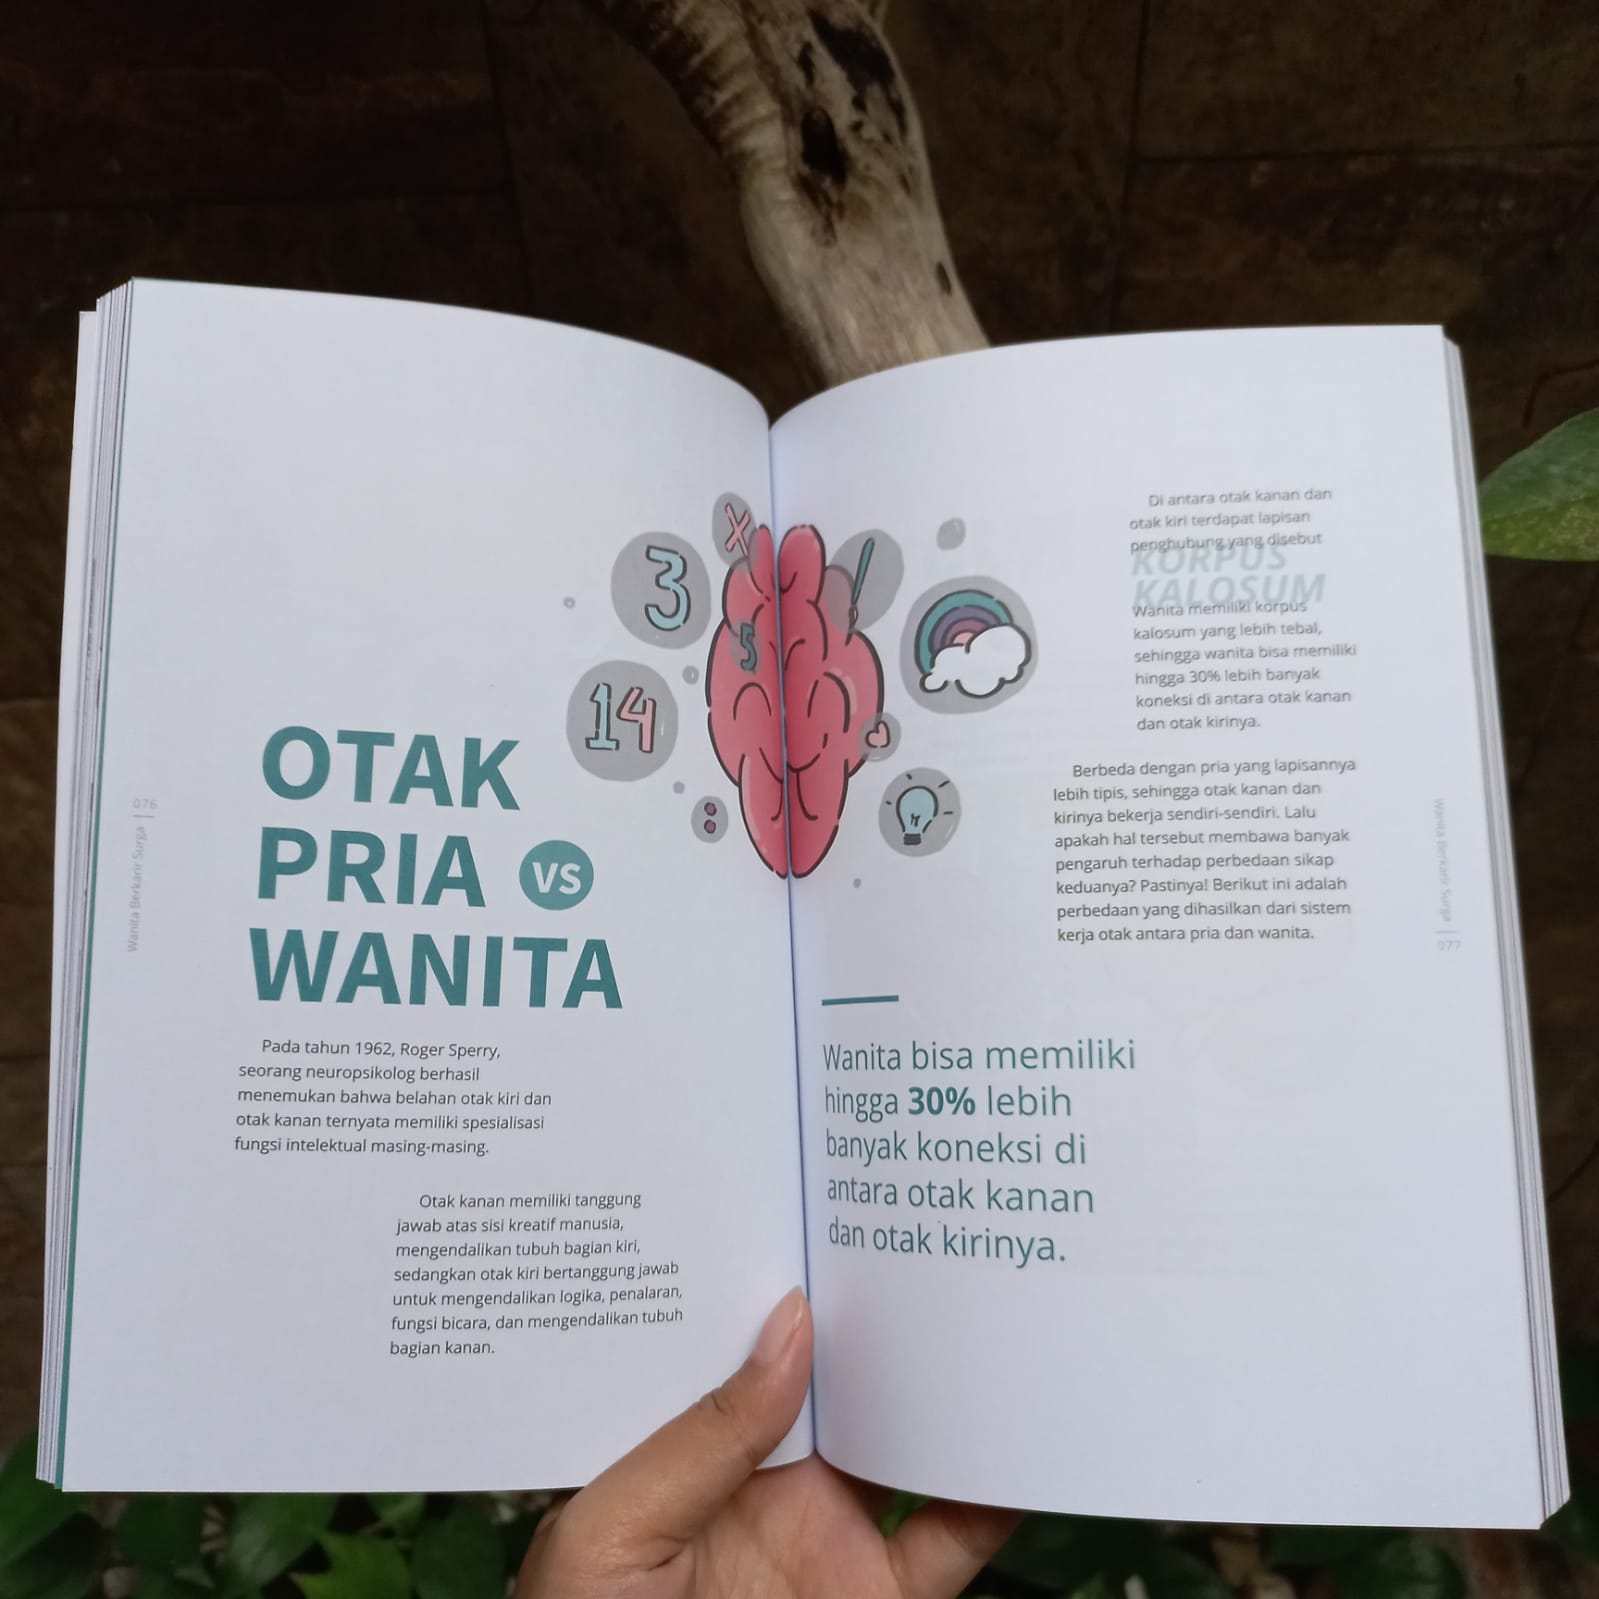 076
Wanita Berkarir Surga
3
X
5
14
OTAK
PRIA VS
WANITA
Pada tahun 1962, Roger Sperry,
seorang neuropsikolog berhasil
menemukan bahwa belahan otak kiri dan
otak kanan ternyata memiliki spesialisasi
fungsi intelektual masing-masing.
Otak kanan memiliki tanggung
jawab atas sisi kreatif manusia,
mengendalikan tubuh bagian kiri,
sedangkan otak kiri bertanggung jawab
untuk mengendalikan logika, penalaran,
fungsi bicara, dan mengendalikan tubuh
bagian kanan.
Di antara otak kanan dan
otak kiri terdapat lapisan
penghubung yang disebut
KORPUS
KALOSUM
Wanita memiliki korpus
kalosum yang lebih tebal,
sehingga wanita bisa memiliki
hingga 30% lebih banyak
koneksi di antara otak kanan
dan otak kirinya.
Berbeda dengan pria yang lapisannya
lebih tipis, sehingga otak kanan dan
kirinya bekerja sendiri-sendiri. Lalu
apakah hal tersebut membawa banyak
pengaruh terhadap perbedaan sikap
keduanya? Pastinya! Berikut ini adalah
perbedaan yang dihasilkan dari sistem
kerja otak antara pria dan wanita.
Wanita bisa memiliki
hingga 30% lebih
banyak koneksi di
antara otak kanan
dan otak kirinya.
Wanita Berkarir Surga
077